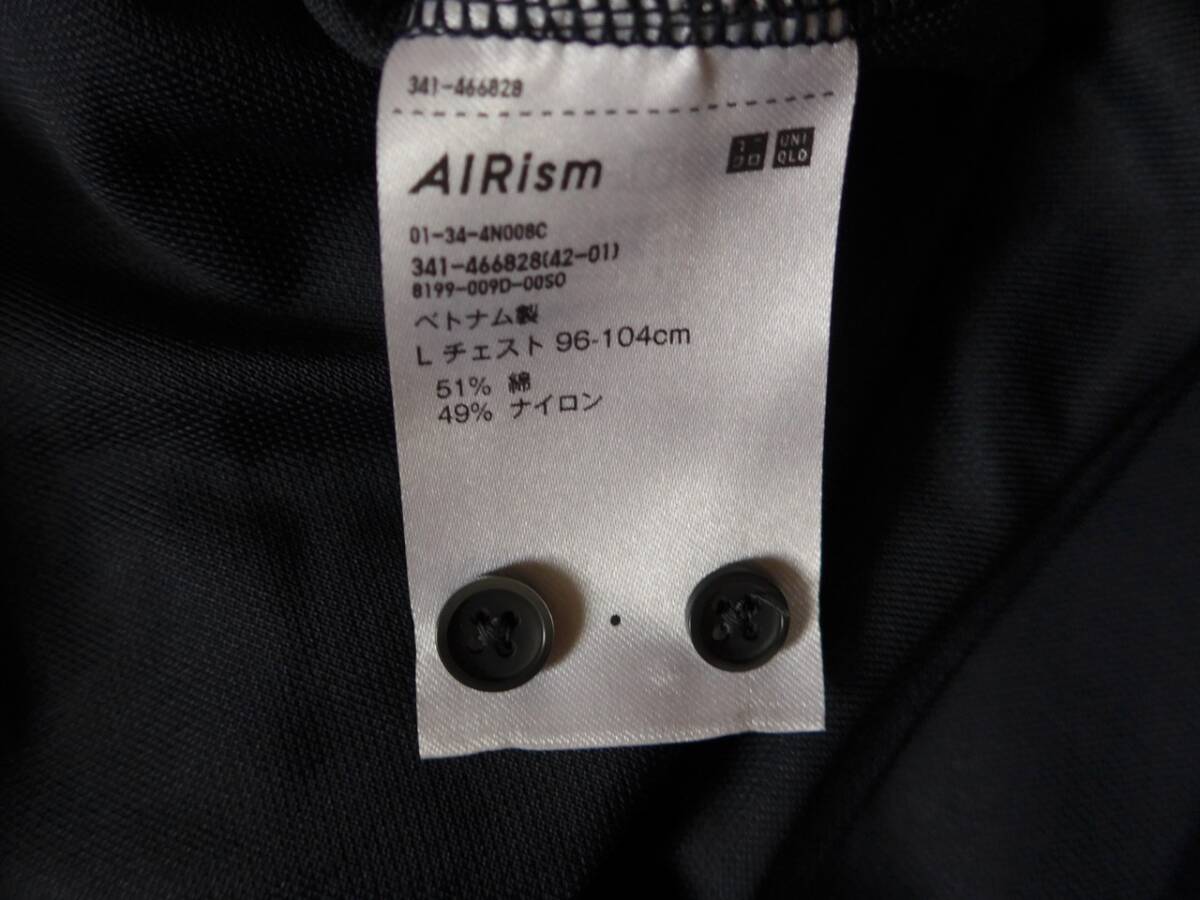 341-466828
AIRism
ユニクロ
UNIQLO
01-34-4N008C
341-466828(42-01)
8199-009D-00SO
ベトナム製
L チェスト 96-104cm
51% 綿
49% ナイロン